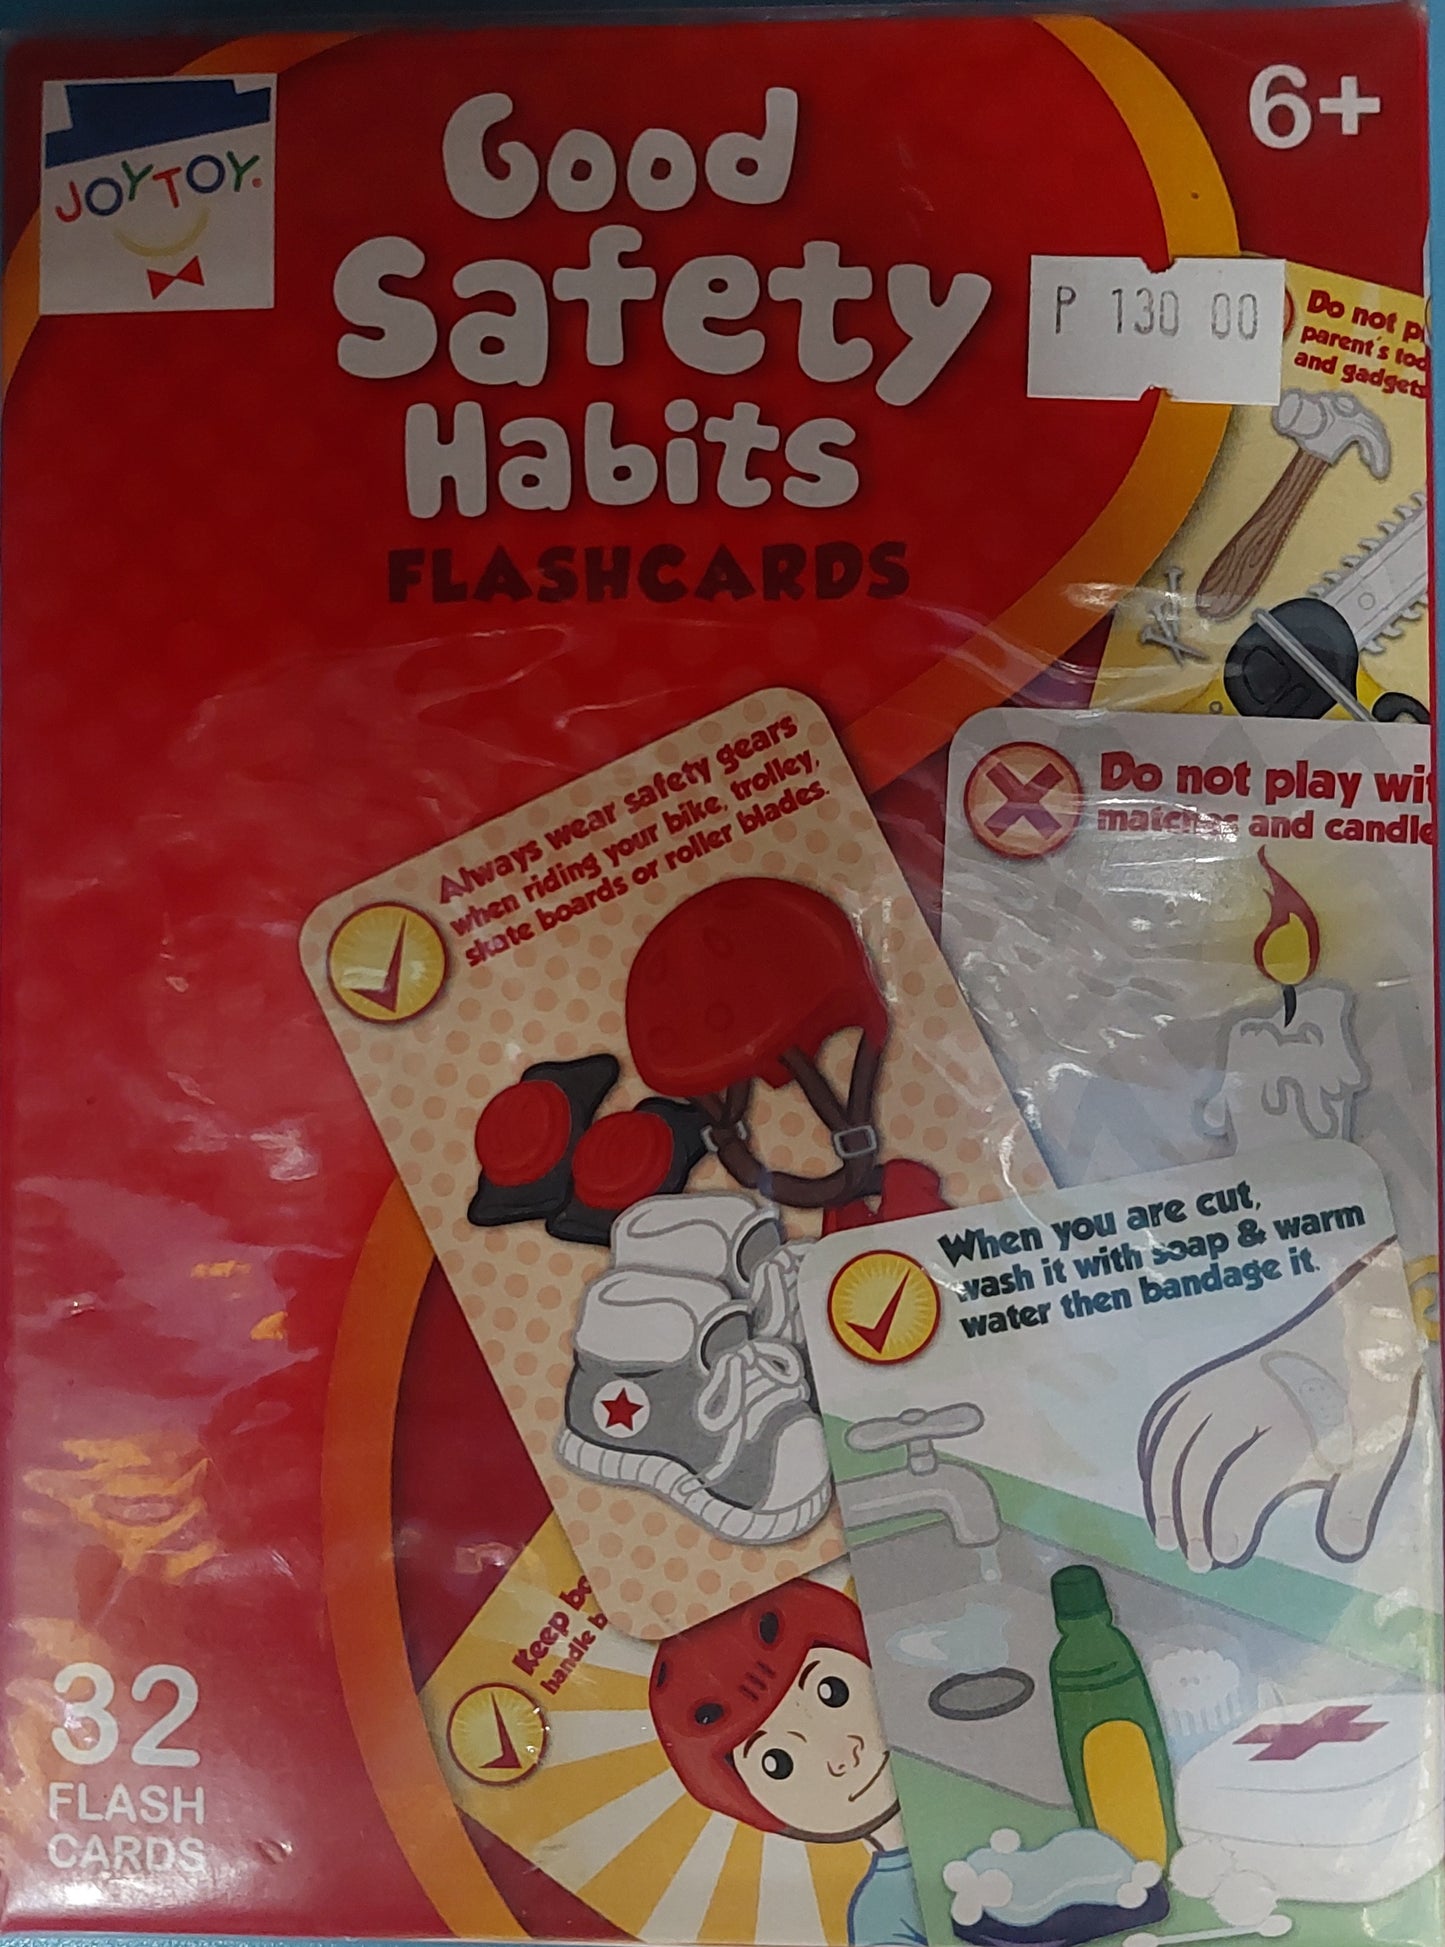 JOYTOY.
6+
Good
Safety
Habits
FLASHCARDS
P 130 00
Do not
parent's
and gadgets
Always wear safety gears
when riding your bike, trolley,
skate boards or roller blades.
Do not play
matches and candle
When you are cut,
wash it with soap & warm
water then bandage it.
Keep
handle
32
FLASH
CARDS